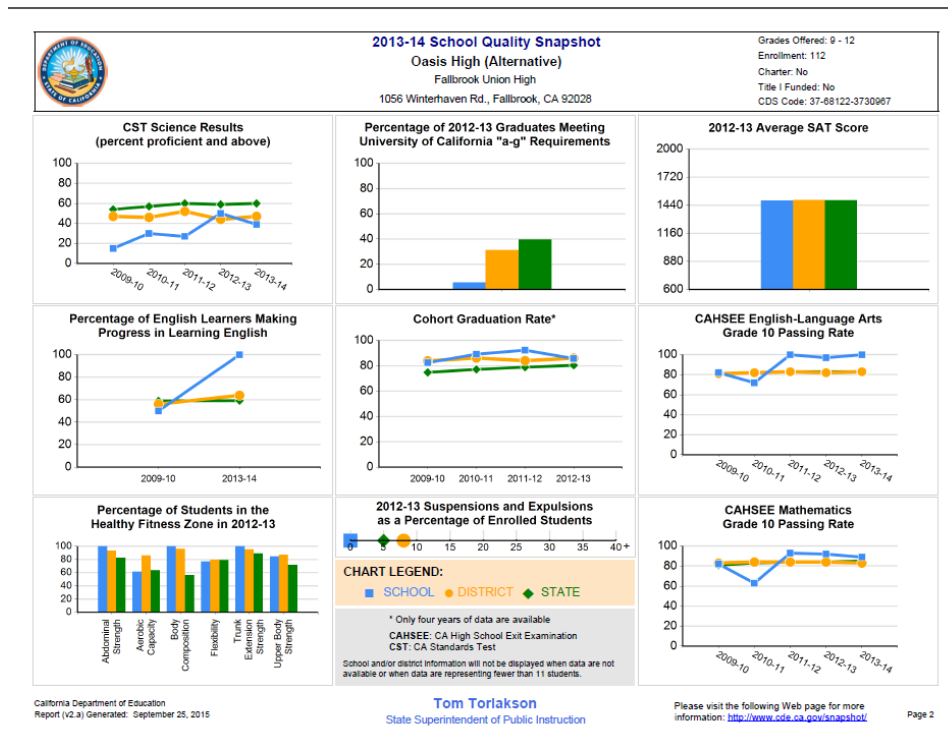 2013-14 School Quality Snapshot
Oasis High (Alternative)
Fallbrook Union High
1056 Winterhaven Rd., Fallbrook, CA 92028
Grades Offered: 9 - 12
Enrollment: 112
Charter: No
Title I Funded: No
CDS Code: 37-68122-3730967
DEPARTMENT OF EDUCATION
STATE OF CALIFORNIA
CST Science Results
(percent proficient and above)
100
80
60
40
20
0
2009-10
2010-11
2011-12
2012-13
2013-14
Percentage of 2012-13 Graduates Meeting
University of California "a-g" Requirements
100
80
60
40
20
0
2012-13 Average SAT Score
2000
1720
1440
1160
880
600
Percentage of English Learners Making
Progress in Learning English
100
80
60
40
20
0
2009-10 2013-14
Cohort Graduation Rate*
100
80
60
40
20
0
2009-10 2010-11 2011-12 2012-13
CAHSEE English-Language Arts
Grade 10 Passing Rate
100
80
60
40
20
0
2009-10
2010-11
2011-12
2012-13
2013-14
Percentage of Students in the
Healthy Fitness Zone in 2012-13
100
80
60
40
20
0
Abdominal
Strength
Aerobic
Capacity
Body
Composition
Flexibility
Trunk
Extension
Strength
Upper Body
Strength
2012-13 Suspensions and Expulsions
as a Percentage of Enrolled Students
0 5 10 15 20 25 30 35 40+
CHART LEGEND:
SCHOOL DISTRICT STATE
* Only four years of data are available
CAHSEE: CA High School Exit Examination
CST: CA Standards Test
School and/or district information will not be displayed when data are not
available or when data are representing fewer than 11 students.
CAHSEE Mathematics
Grade 10 Passing Rate
100
80
60
40
20
0
2009-10
2010-11
2011-12
2012-13
2013-14
California Department of Education
Report (v2.a) Generated: September 25, 2015
Tom Torlakson
State Superintendent of Public Instruction
Please visit the following Web page for more
information: http://www.cde.ca.gov/snapshot/
Page 2